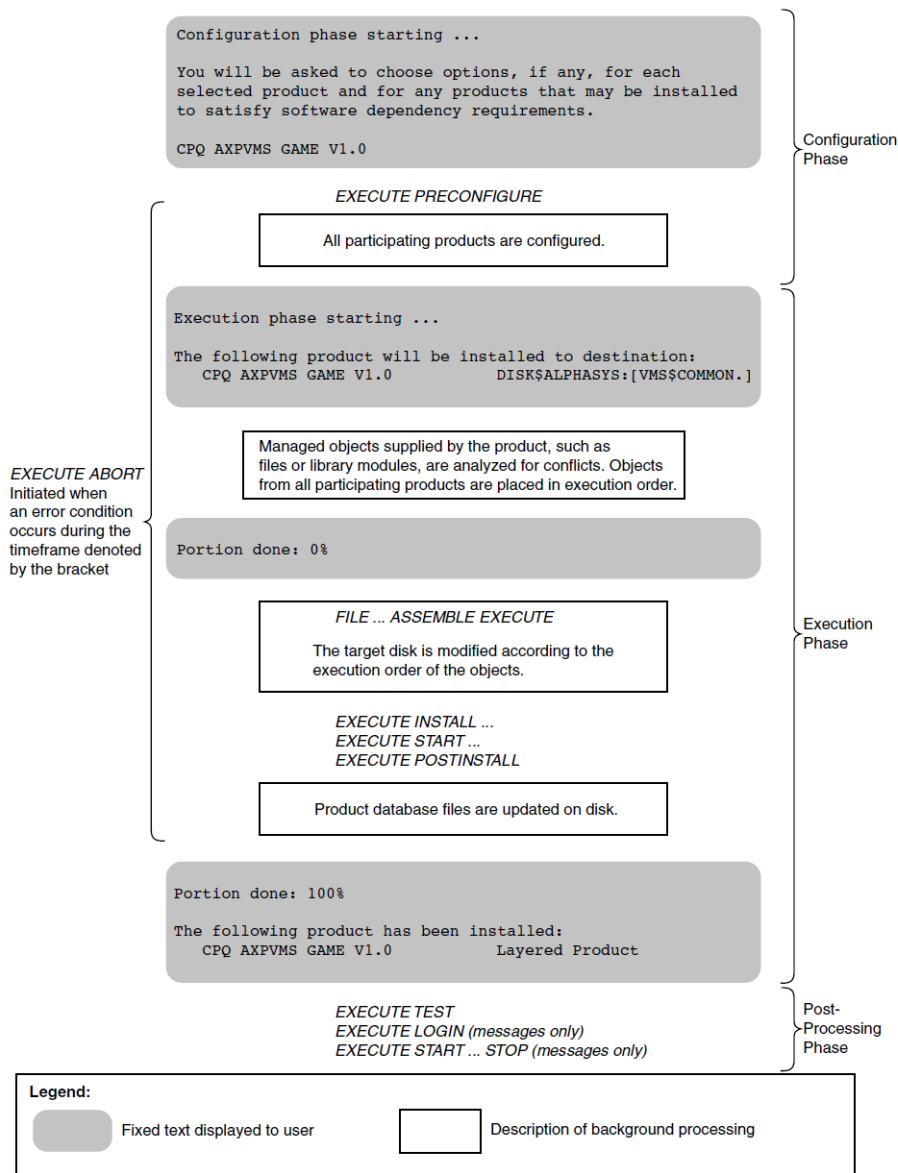 Configuration phase starting ...
You will be asked to choose options, if any, for each
selected product and for any products that may be installed
to satisfy software dependency requirements.
CPQ AXPVMS GAME V1.0
Configuration
Phase
EXECUTE PRECONFIGURE
All participating products are configured.
Execution phase starting ...
The following product will be installed to destination:
CPQ AXPVMS GAME V1.0 DISK$ALPHASYS:[VMS$COMMON.]
Managed objects supplied by the product, such as
files or library modules, are analyzed for conflicts. Objects
from all participating products are placed in execution order.
EXECUTE ABORT
Initiated when
an error condition
occurs during the
timeframe denoted
by the bracket
Portion done: 0%
FILE ... ASSEMBLE EXECUTE
The target disk is modified according to the
execution order of the objects.
Execution
Phase
EXECUTE INSTALL ...
EXECUTE START ...
EXECUTE POSTINSTALL
Product database files are updated on disk.
Portion done: 100%
The following product has been installed:
CPQ AXPVMS GAME V1.0 Layered Product
EXECUTE TEST
EXECUTE LOGIN (messages only)
EXECUTE START ... STOP (messages only)
Post-
Processing
Phase
Legend:
Fixed text displayed to user
Description of background processing